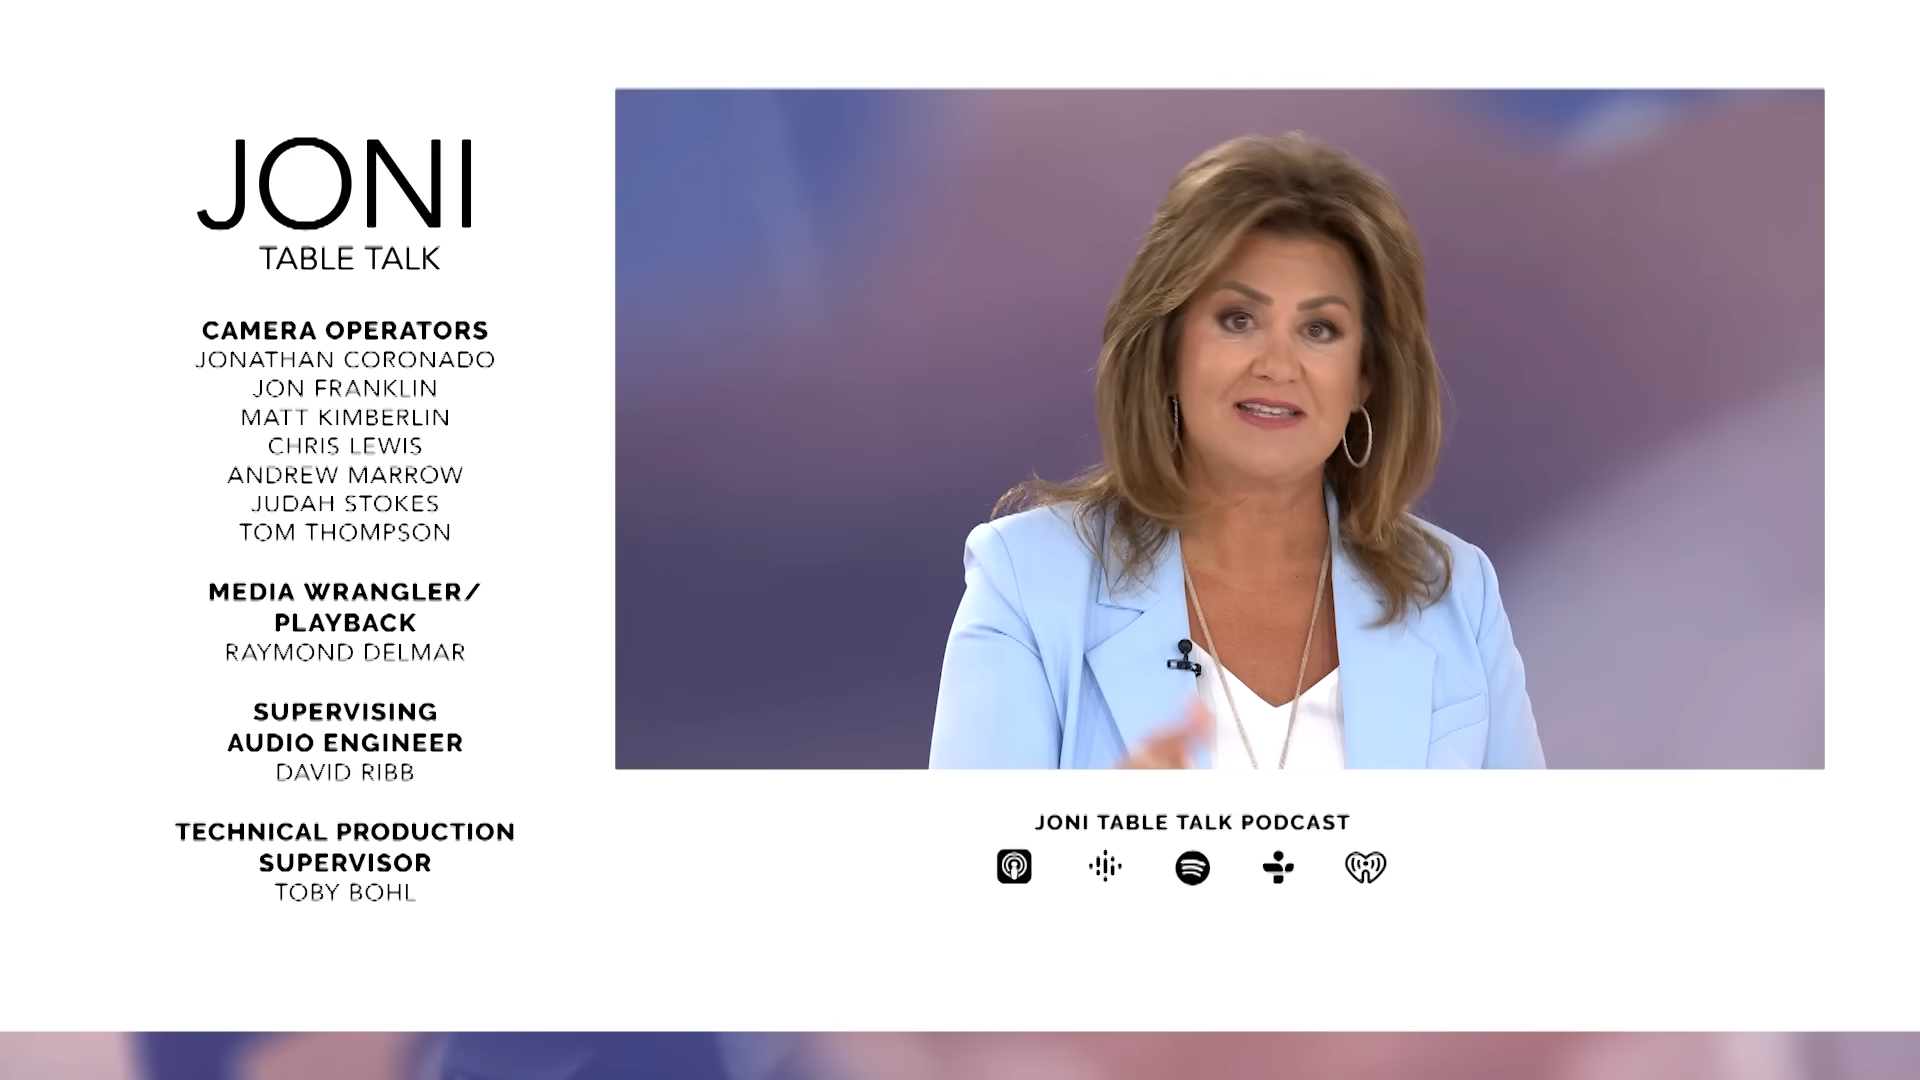 JONI
TABLE TALK
CAMERA OPERATORS
JONATHAN CORONADO
JON FRANKLIN
MATT KIMBERLIN
CHRIS LEWIS
ANDREW MARROW
JUDAH STOKES
TOM THOMPSON
MEDIA WRANGLER/
PLAYBACK
RAYMOND DELMAR
SUPERVISING
AUDIO ENGINEER
DAVID RIBB
TECHNICAL PRODUCTION
SUPERVISOR
TOBY BOHL
JONI TABLE TALK PODCAST